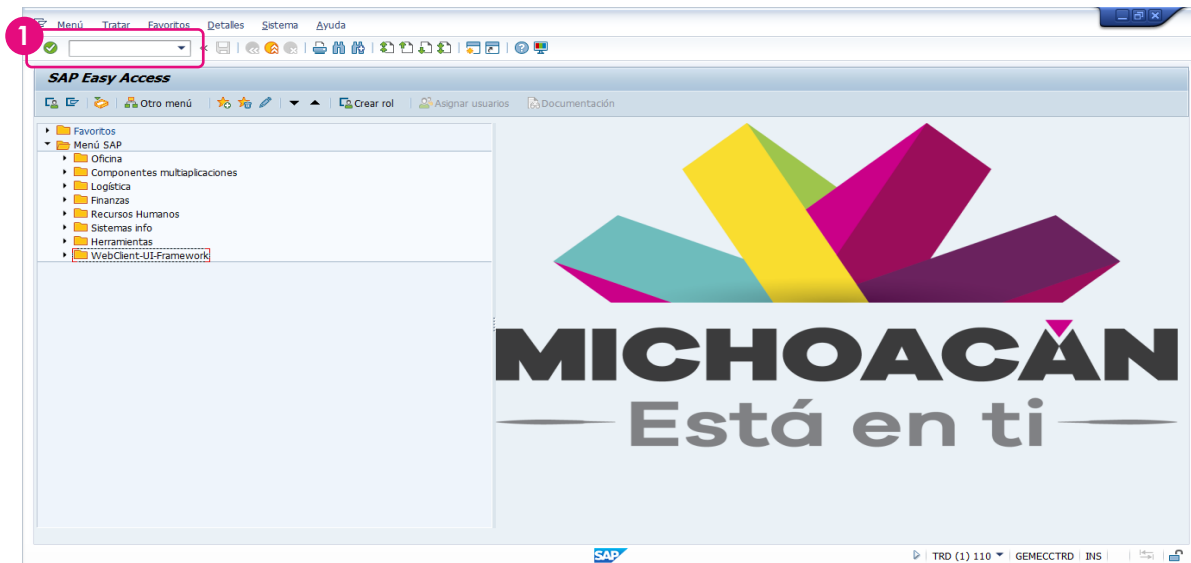 1
Menú Tratar Favoritos Detalles Sistema Ayuda
SAP Easy Access
Otro menú Crear rol Asignar usuarios Documentación
Favoritos
Menú SAP
Oficina
Componentes multiaplicaciones
Logística
Finanzas
Recursos Humanos
Sistemas info
Herramientas
WebClient-UI-Framework
MICHOACÁN
Está en ti
SAP
TRD (1) 110 GEMECCTRD INS